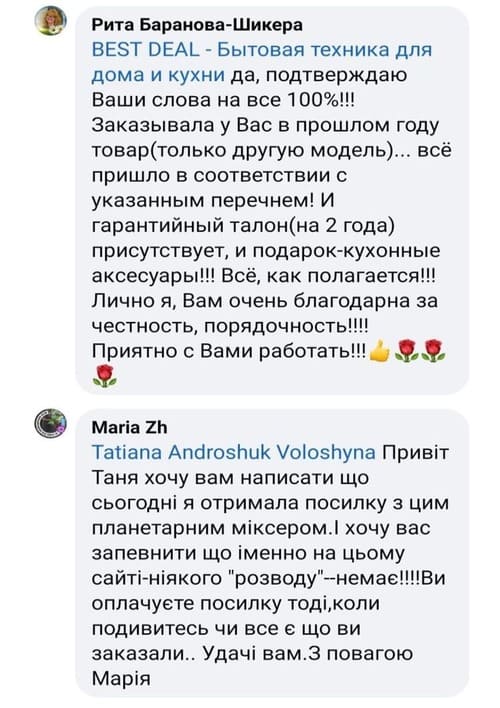 Рита Баранова-Шикера
BEST DEAL - Бытовая техника для
дома и кухни да, подтверждаю
Ваши слова на все 100%!!!
Заказывала у Вас в прошлом году
товар(только другую модель)... всё
пришло в соответствии с
указанным перечнем! И
гарантийный талон(на 2 года)
присутствует, и подарок-кухонные
аксесуары!!! Всё, как полагается!!!
Лично я, Вам очень благодарна за
честность, порядочность!!!!
Приятно с Вами работать!!!👍🌹🌹
🌹
Maria Zh
Tatiana Androshuk Voloshyna Привіт
Таня хочу вам написати що
сьогодні я отримала посилку з цим
планетарним міксером.І хочу вас
запевнити що іменно на цьому
сайті-ніякого "розводу"--немає!!!!Ви
оплачуєте посилку тоді,коли
подивитесь чи все є що ви
заказали.. Удачі вам.З повагою
Марія